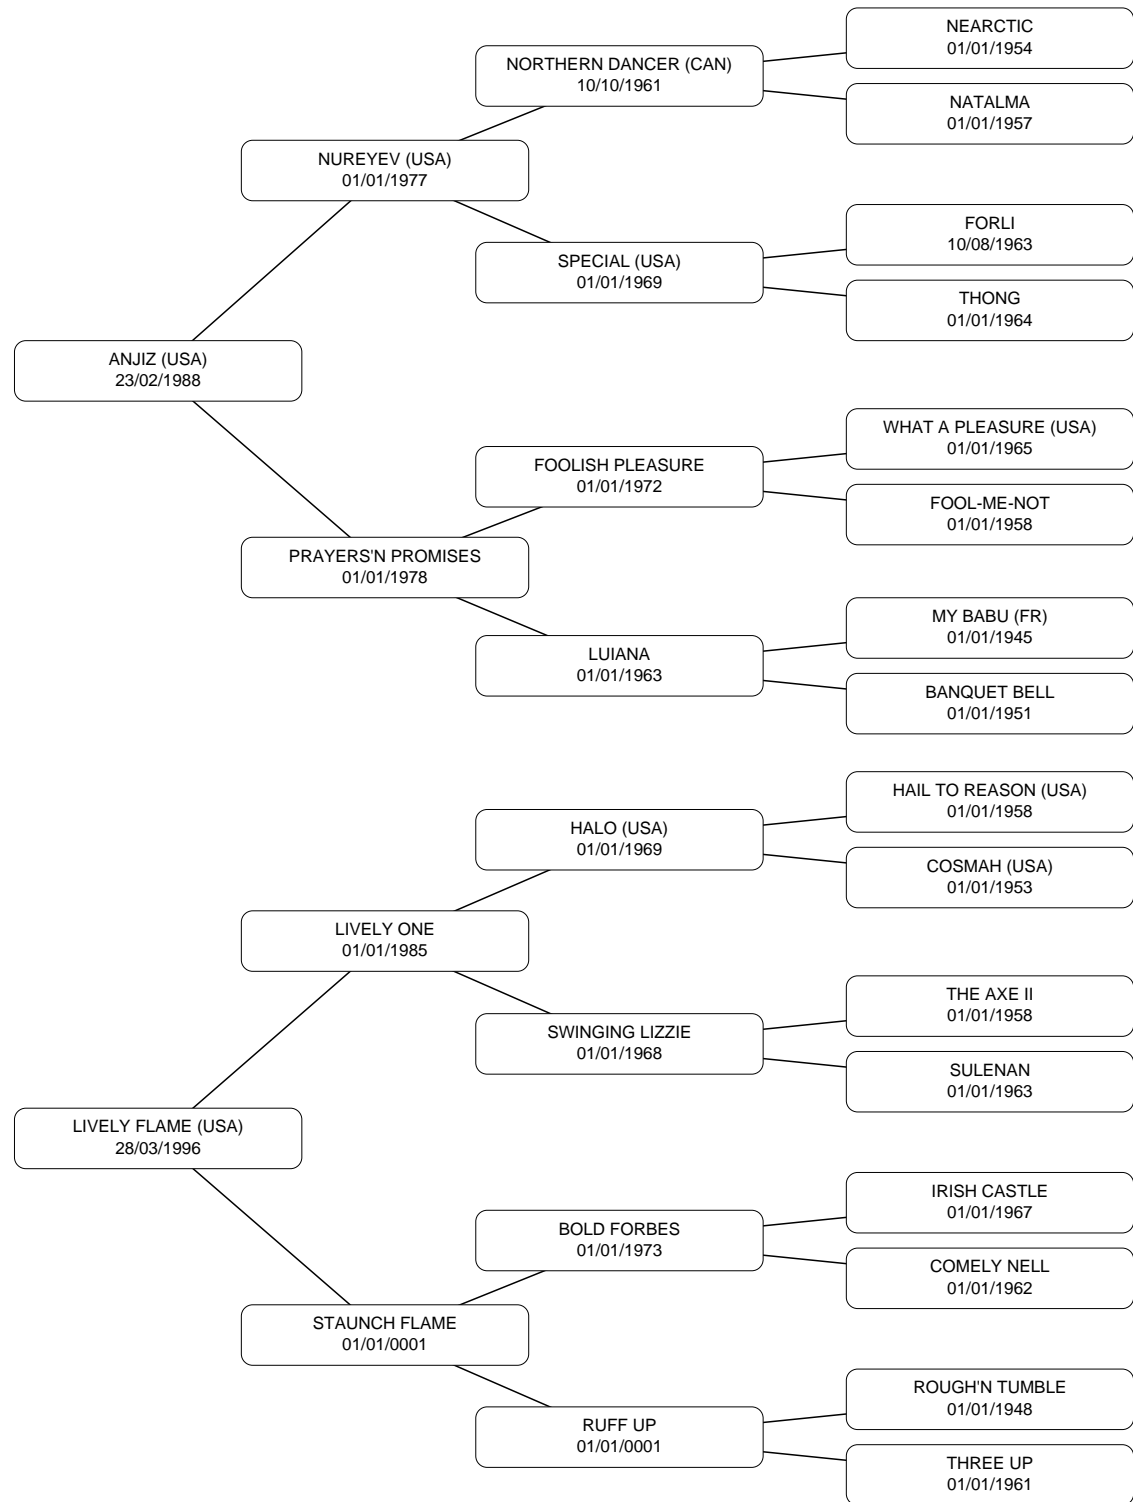 NEARCTIC
01/01/1954
NORTHERN DANCER (CAN)
10/10/1961
NATALMA
01/01/1957
NUREYEV (USA)
01/01/1977
FORLI
10/08/1963
SPECIAL (USA)
01/01/1969
THONG
01/01/1964
ANJIZ (USA)
23/02/1988
WHAT A PLEASURE (USA)
01/01/1965
FOOLISH PLEASURE
01/01/1972
FOOL-ME-NOT
01/01/1958
PRAYERS'N PROMISES
01/01/1978
MY BABU (FR)
01/01/1945
LUIANA
01/01/1963
BANQUET BELL
01/01/1951
HAIL TO REASON (USA)
01/01/1958
HALO (USA)
01/01/1969
COSMAH (USA)
01/01/1953
LIVELY ONE
01/01/1985
THE AXE II
01/01/1958
SWINGING LIZZIE
01/01/1968
SULENAN
01/01/1963
LIVELY FLAME (USA)
28/03/1996
IRISH CASTLE
01/01/1967
BOLD FORBES
01/01/1973
COMELY NELL
01/01/1962
STAUNCH FLAME
01/01/0001
ROUGH'N TUMBLE
01/01/1948
RUFF UP
01/01/0001
THREE UP
01/01/1961